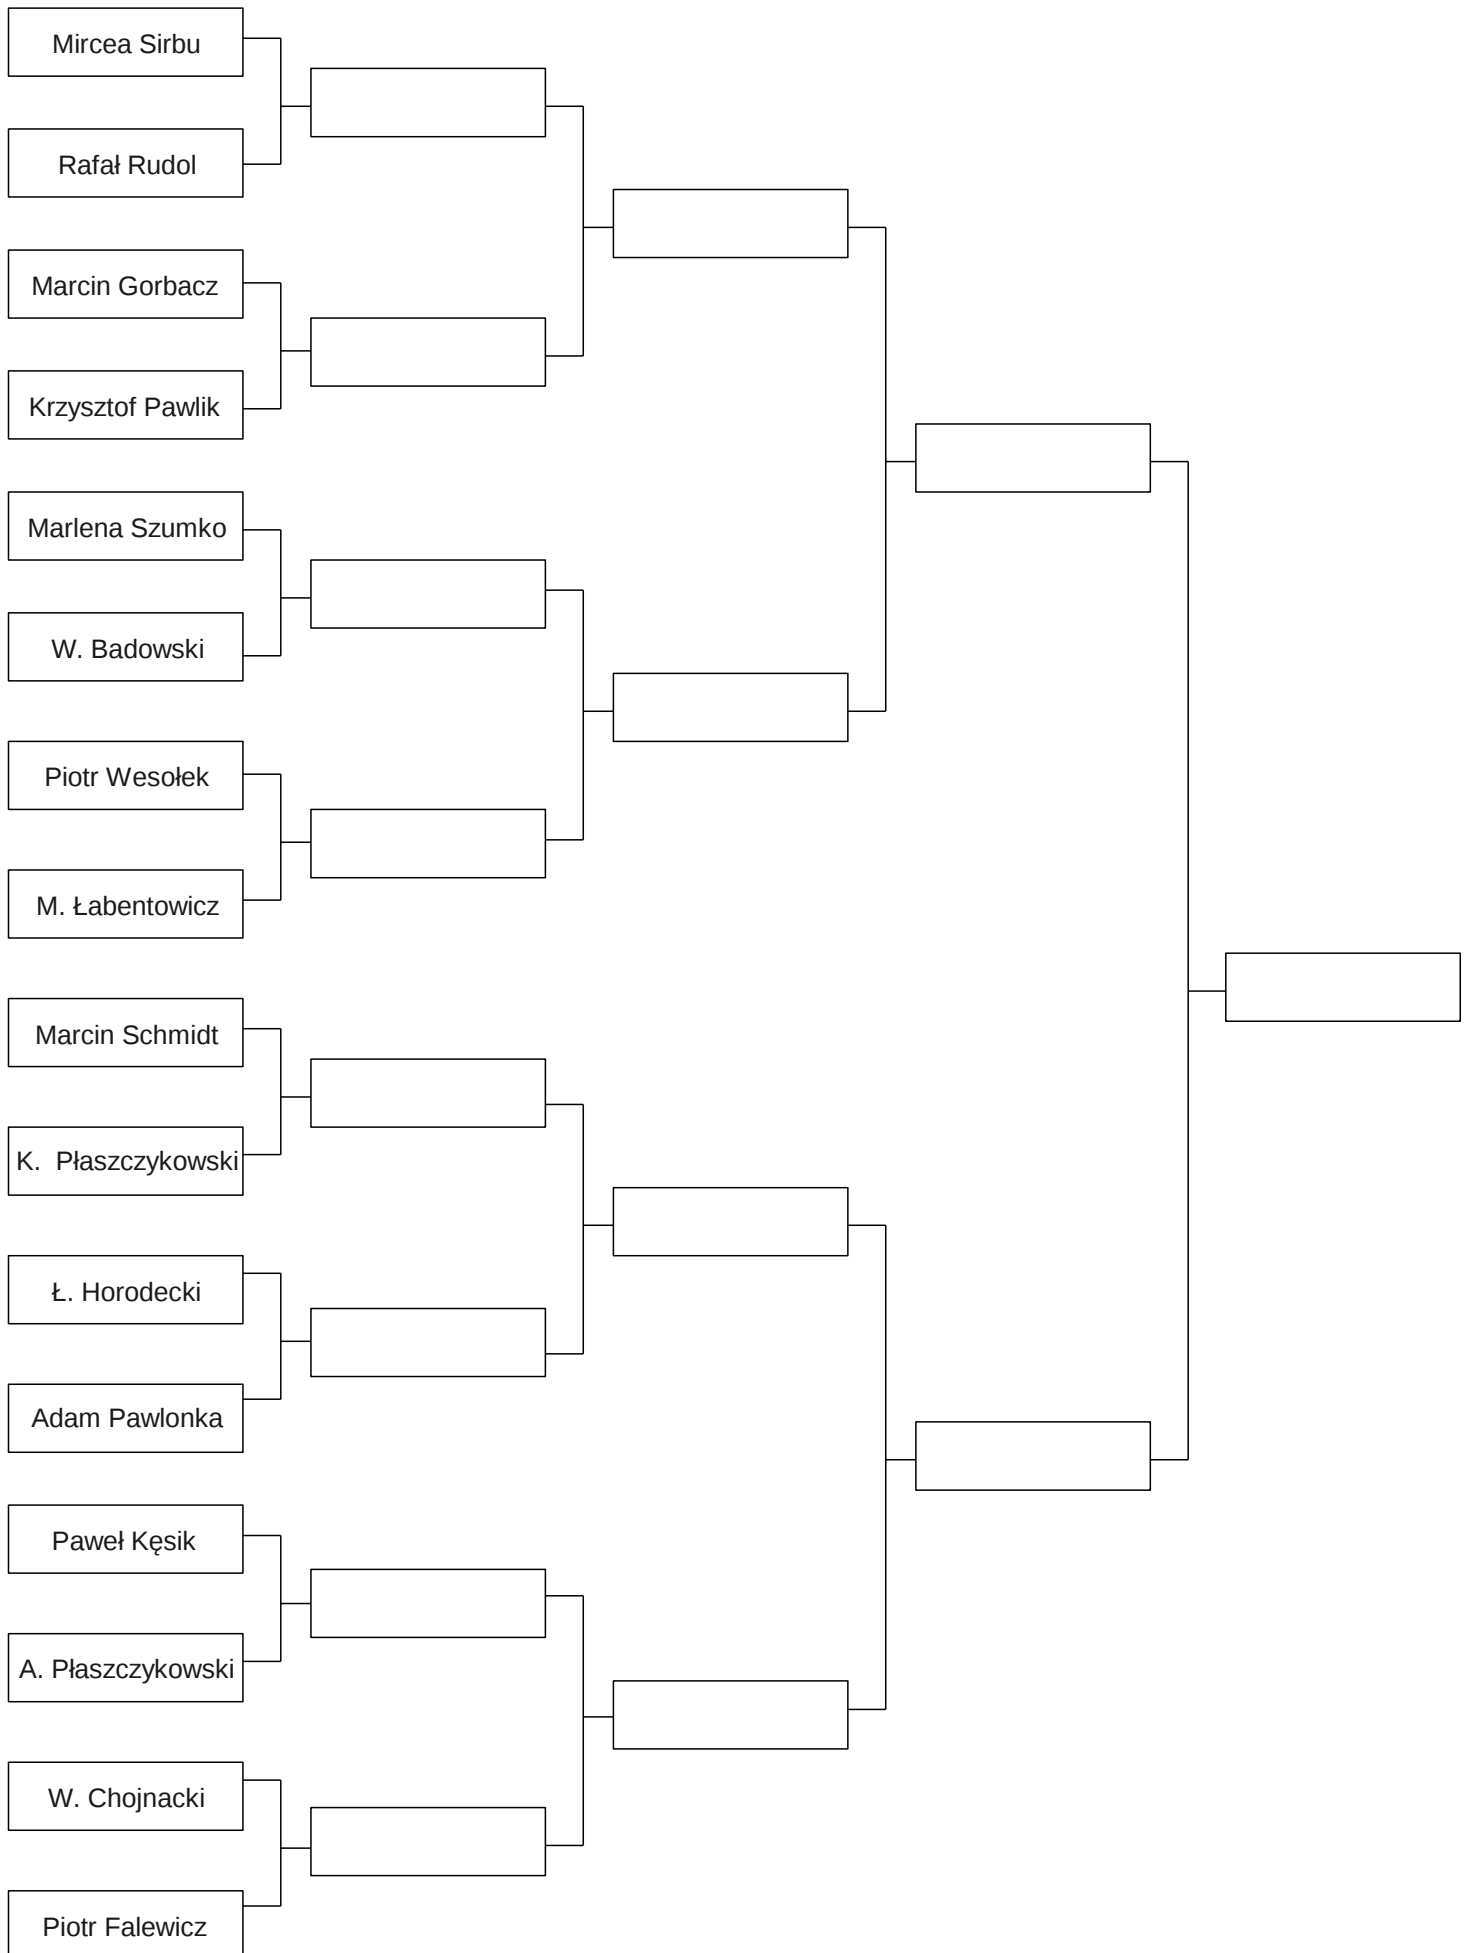 Mircea Sirbu
Rafał Rudol
Marcin Gorbacz
Krzysztof Pawlik
Marlena Szumko
W. Badowski
Piotr Wesołek
M. Łabentowicz
Marcin Schmidt
K.  Płaszczykowski
Ł. Horodecki
Adam Pawlonka
Paweł Kęsik
A. Płaszczykowski
W. Chojnacki
Piotr Falewicz